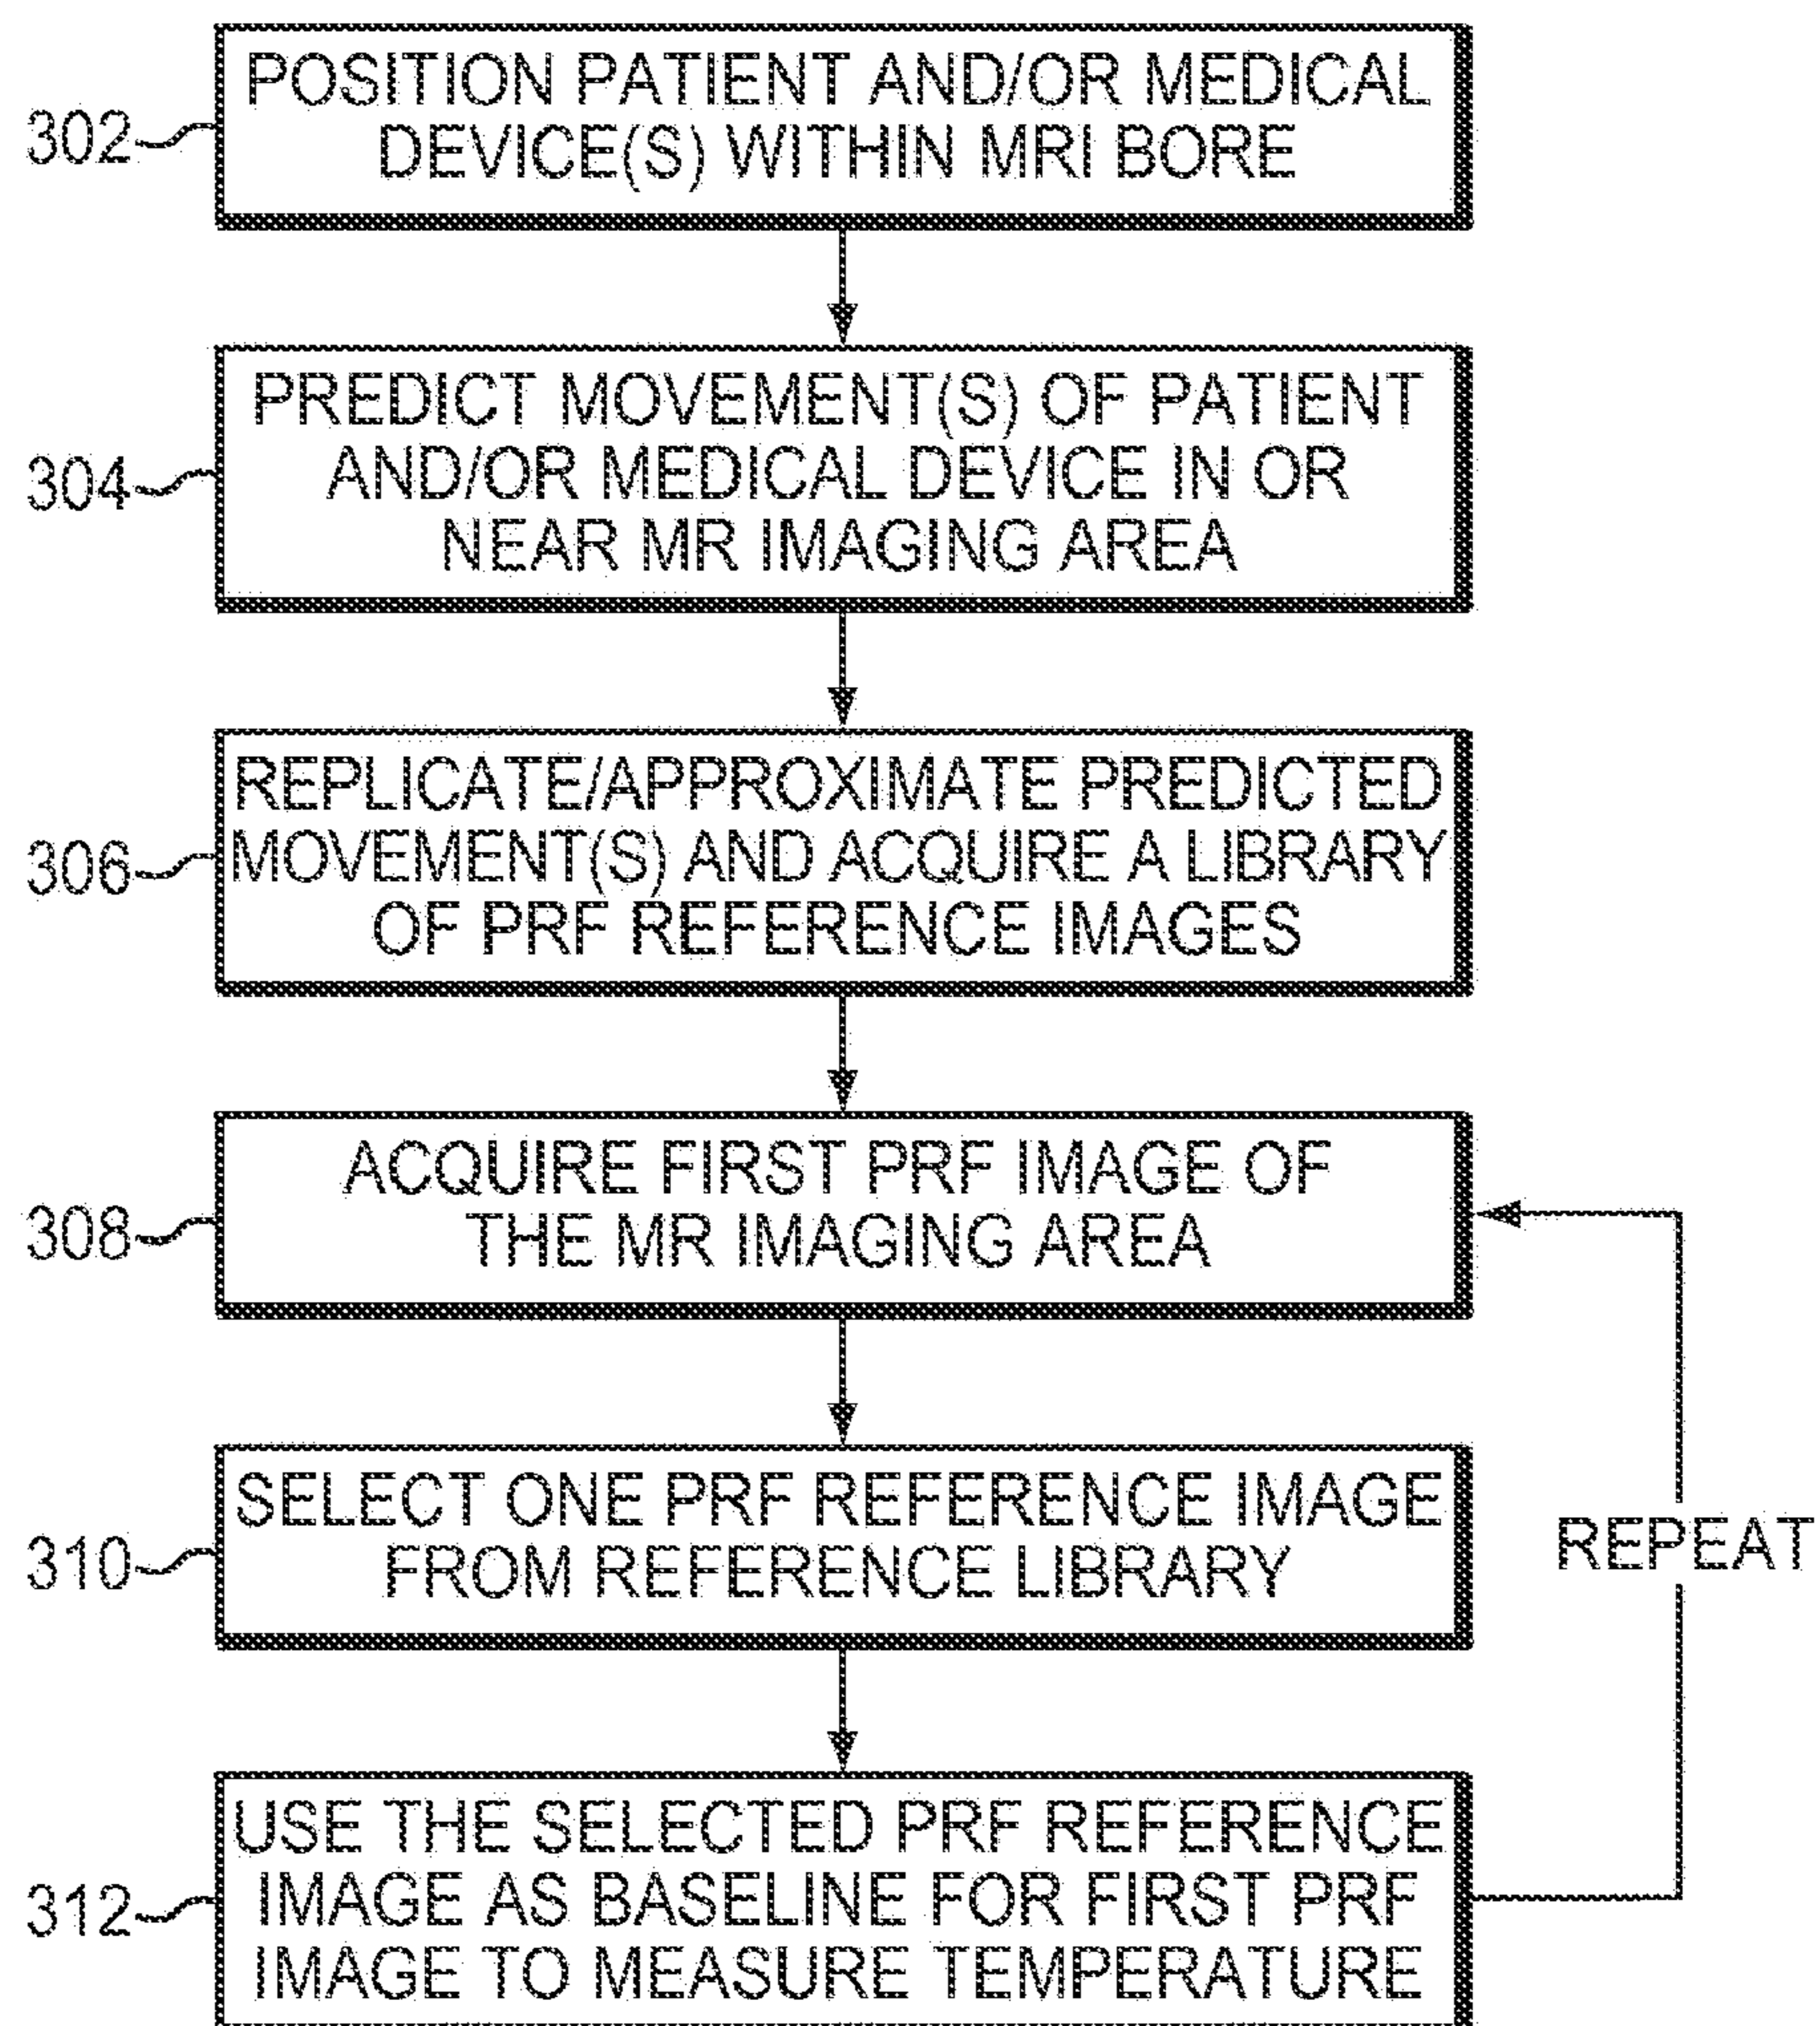 302
POSITION PATIENT AND/OR MEDICAL
DEVICE(S) WITHIN MRI BORE
304
PREDICT MOVEMENT(S) OF PATIENT
AND/OR MEDICAL DEVICE IN OR
NEAR MR IMAGING AREA
306
REPLICATE/APPROXIMATE PREDICTED
MOVEMENT(S) AND ACQUIRE A LIBRARY
OF PRF REFERENCE IMAGES
308
ACQUIRE FIRST PRF IMAGE OF
THE MR IMAGING AREA
310
SELECT ONE PRF REFERENCE IMAGE
FROM REFERENCE LIBRARY
REPEAT
312
USE THE SELECTED PRF REFERENCE
IMAGE AS BASELINE FOR FIRST PRF
IMAGE TO MEASURE TEMPERATURE